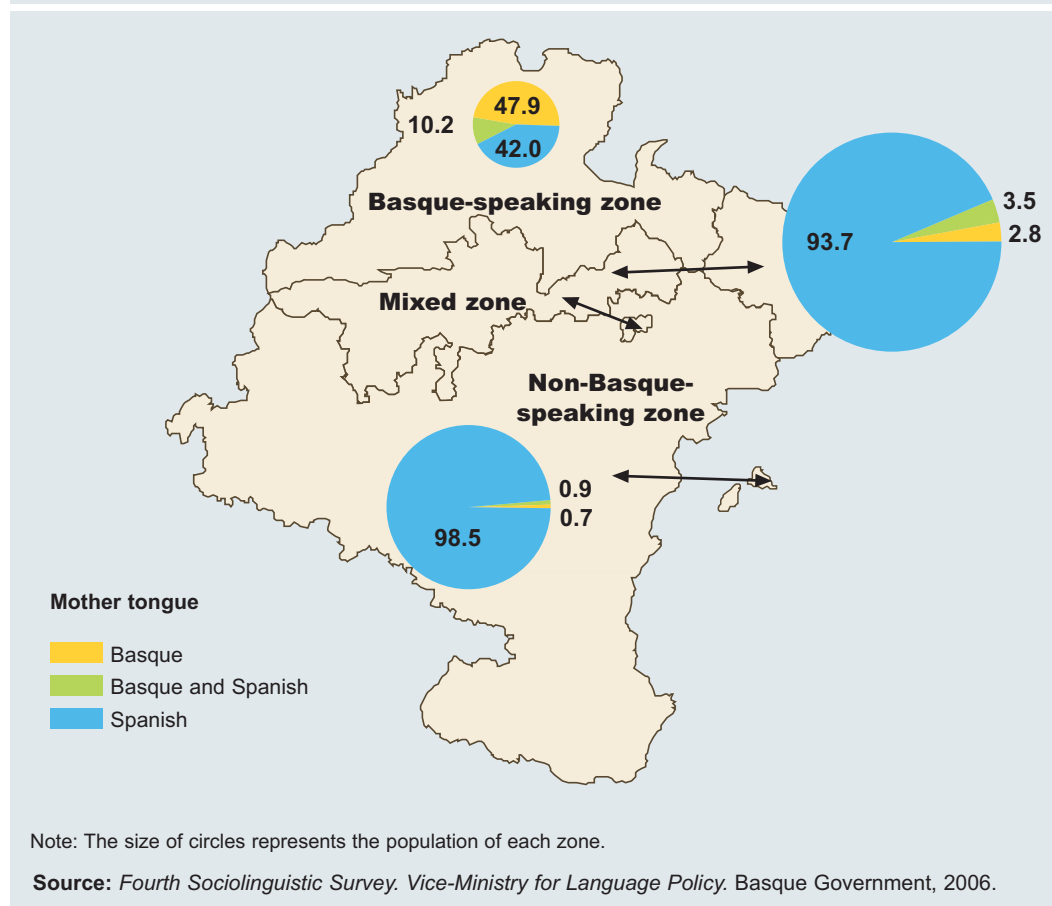 47.9
10.2
42.0
Basque-speaking zone
3.5
2.8
93.7
Mixed zone
Non-Basque-
speaking zone
0.9
0.7
98.5
Mother tongue
Basque
Basque and Spanish
Spanish
Note: The size of circles represents the population of each zone.
Source: Fourth Sociolinguistic Survey. Vice-Ministry for Language Policy. Basque Government, 2006.